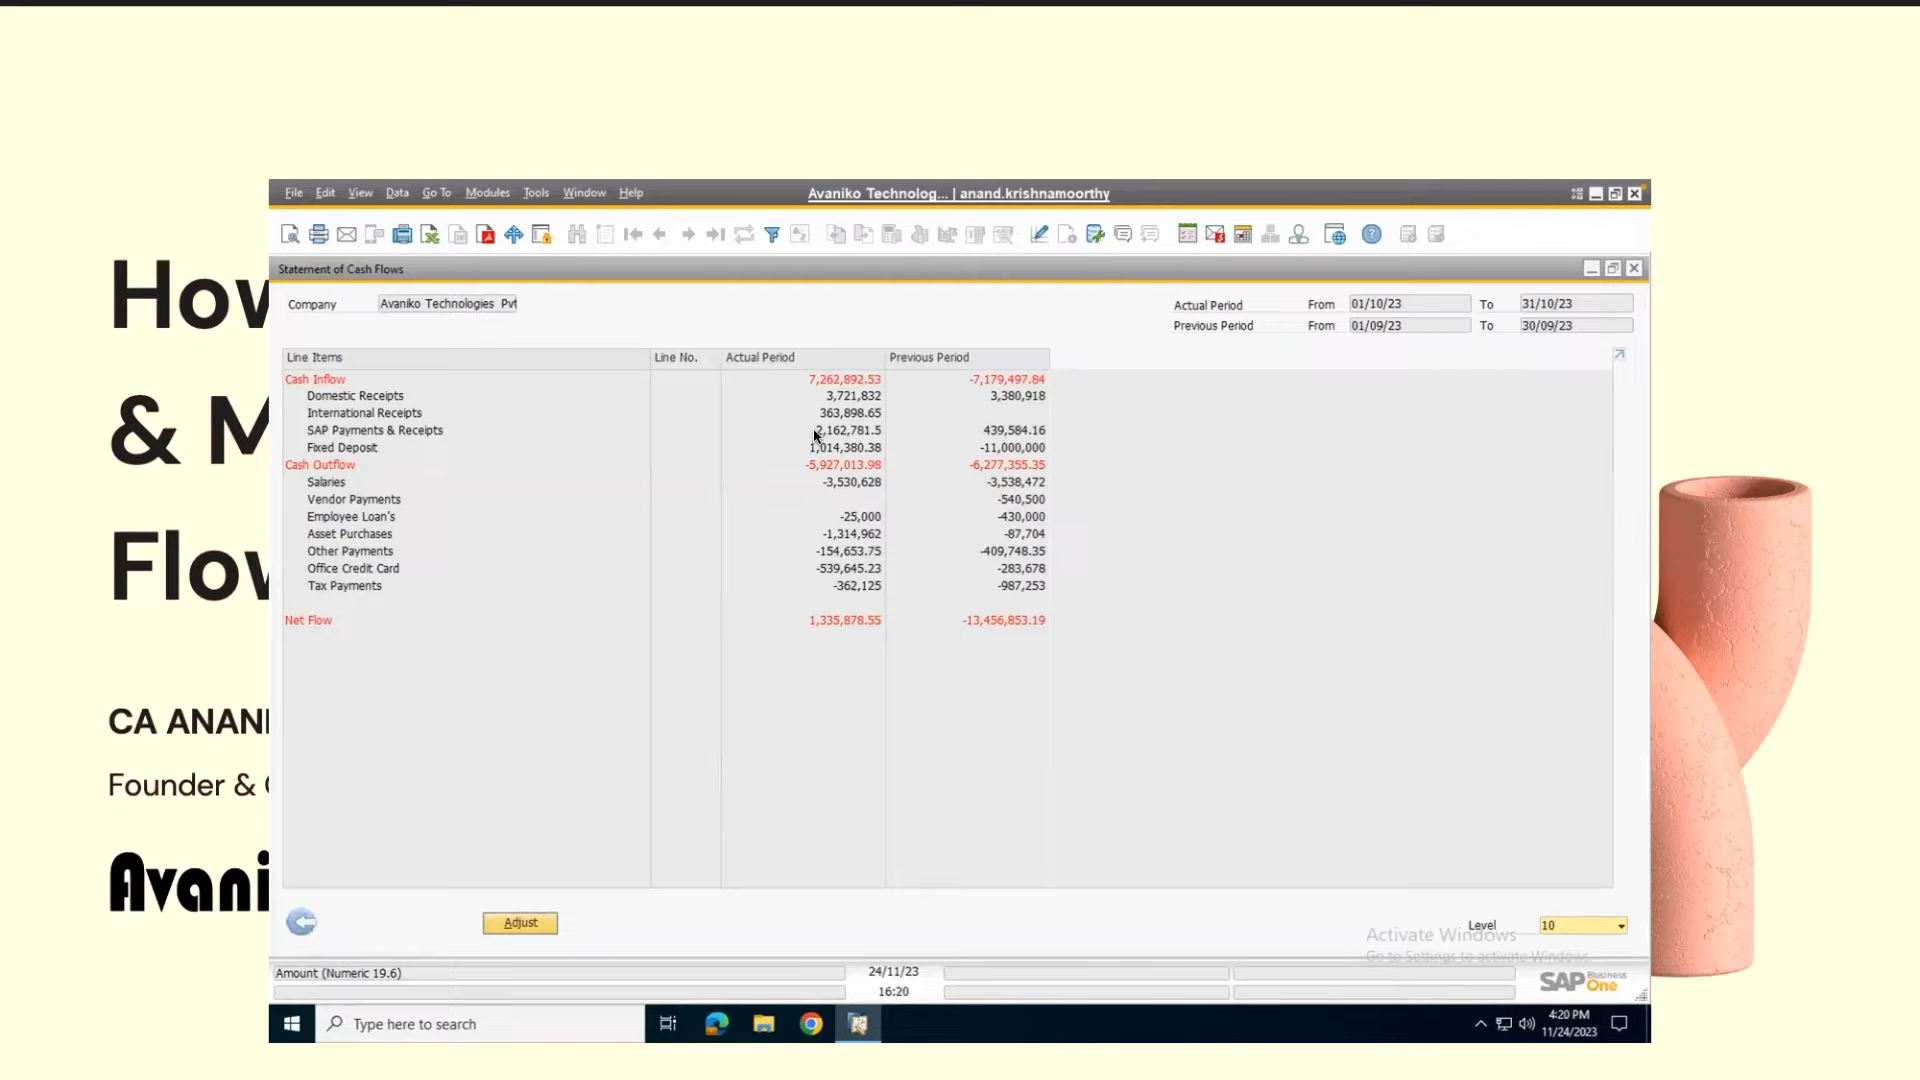 How
& M
Flow
CA ANAN
Founder &
Avani
File Edit View Data Go To Modules Tools Window Help
Avaniko Technolog... | anand.krishnamoorthy
Statement of Cash Flows
Company Avaniko Technologies Pvt
Actual Period From 01/10/23 To 31/10/23
Previous Period From 01/09/23 To 30/09/23
Line Items Line No. Actual Period Previous Period
Cash Inflow 7,262,892.53 -7,179,497.84
Domestic Receipts 3,721,832 3,380,918
International Receipts 363,898.65
SAP Payments & Receipts 2,162,781.5 439,584.16
Fixed Deposit 1,014,380.38 -11,000,000
Cash Outflow -5,927,013.98 -6,277,355.35
Salaries -3,530,628 -3,538,472
Vendor Payments -540,500
Employee Loan's -25,000 -430,000
Asset Purchases -1,314,962 -87,704
Other Payments -154,653.75 -409,748.35
Office Credit Card -539,645.23 -283,678
Tax Payments -362,125 -987,253
Net Flow 1,335,878.55 -13,456,853.19
Adjust
Level 10
Activate Windows
Go to Settings to activate Windows.
Amount (Numeric 19.6) 24/11/23
16:20
SAP Business One
Type here to search
4:20 PM
11/24/2023